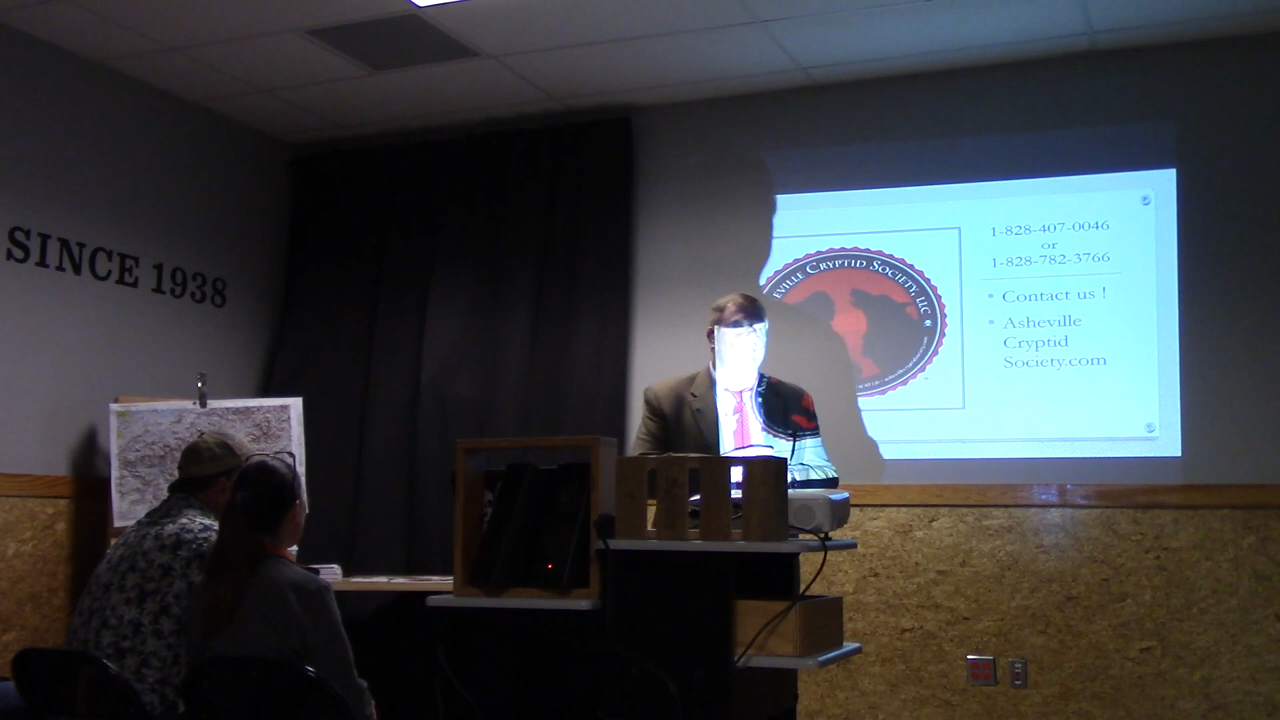 SINCE 1938
EVILLE CRYPTID SOCIETY, LLC
1-828-407-0046
or
1-828-782-3766
• Contact us !
• Asheville
Cryptid
Society.com